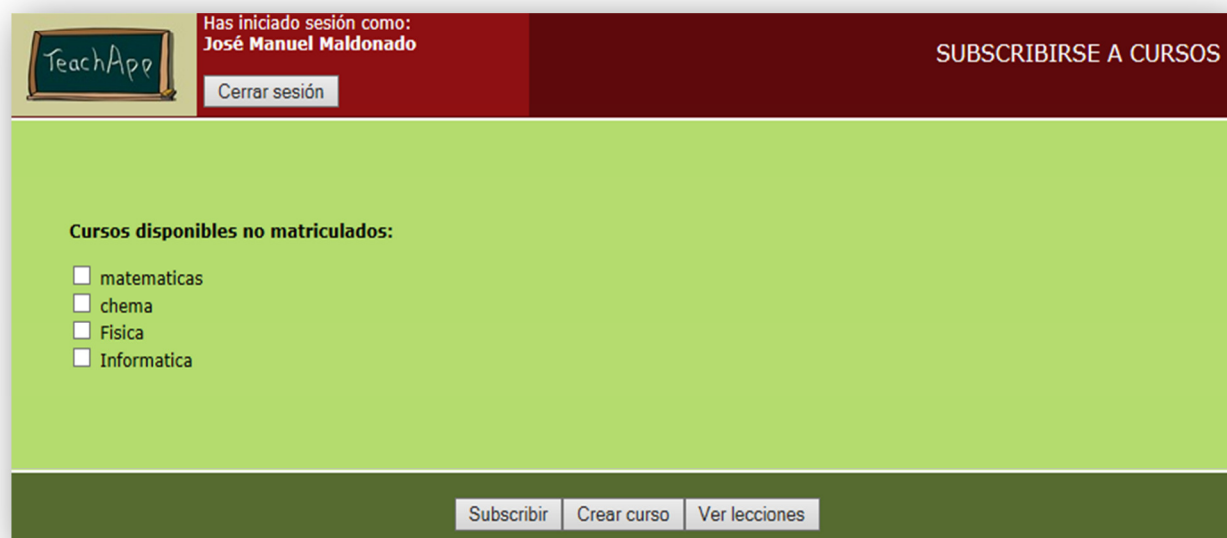 TeachApp
Has iniciado sesión como:
José Manuel Maldonado
Cerrar sesión
SUBSCRIBIRSE A CURSOS
Cursos disponibles no matriculados:
matematicas
chema
Fisica
Informatica
Subscribir
Crear curso
Ver lecciones